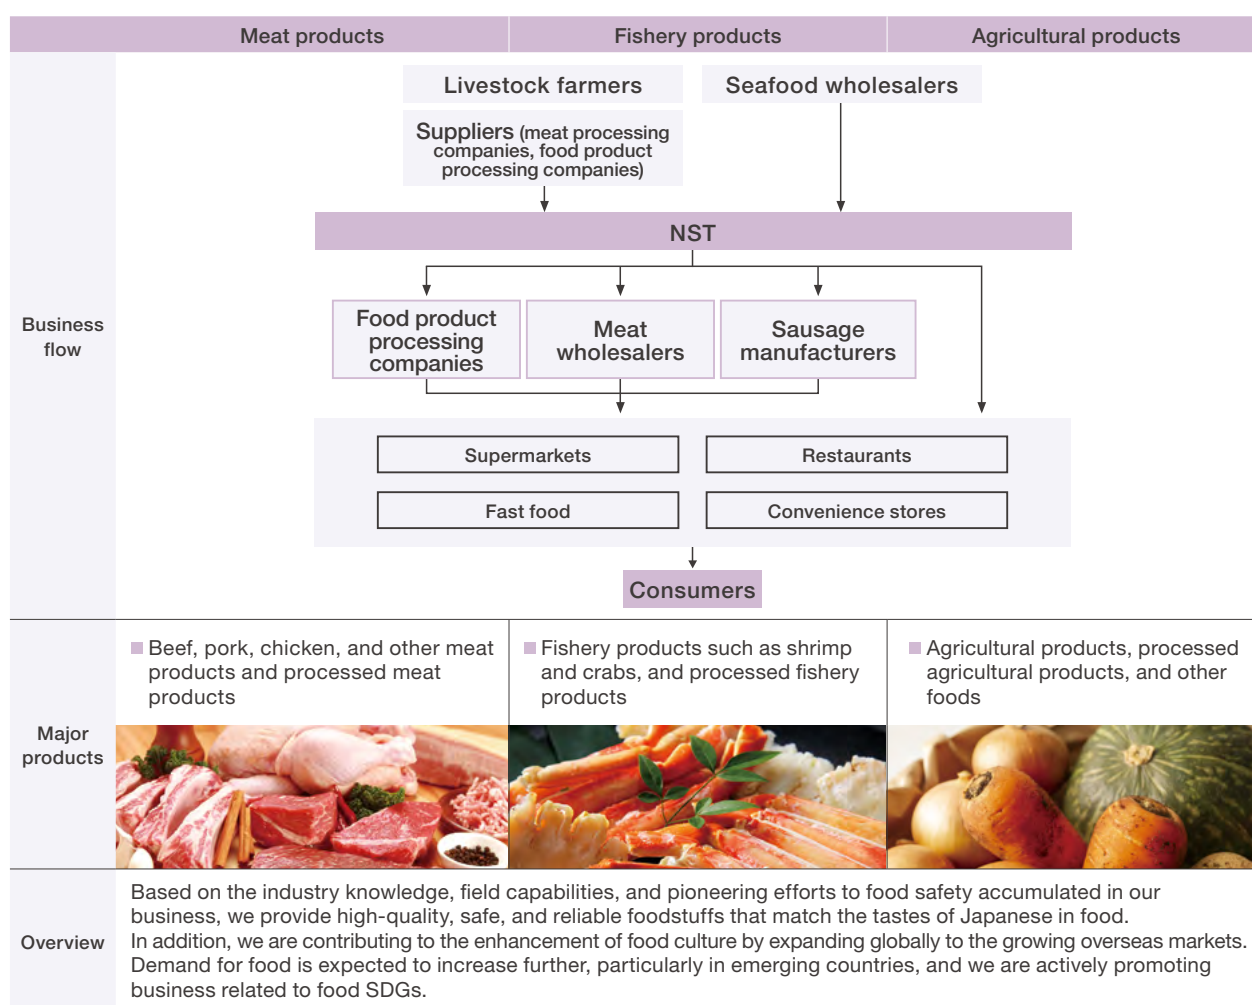 Meat products
Fishery products
Agricultural products
Business
flow
Livestock farmers
Seafood wholesalers
Suppliers (meat processing
companies, food product
processing companies)
NST
Food product
processing
companies
Meat
wholesalers
Sausage
manufacturers
Supermarkets
Restaurants
Fast food
Convenience stores
Consumers
Major
products
Beef, pork, chicken, and other meat
products and processed meat
products
Fishery products such as shrimp
and crabs, and processed fishery
products
Agricultural products, processed
agricultural products, and other
foods
Overview
Based on the industry knowledge, field capabilities, and pioneering efforts to food safety accumulated in our
business, we provide high-quality, safe, and reliable foodstuffs that match the tastes of Japanese in food.
In addition, we are contributing to the enhancement of food culture by expanding globally to the growing overseas markets.
Demand for food is expected to increase further, particularly in emerging countries, and we are actively promoting
business related to food SDGs.